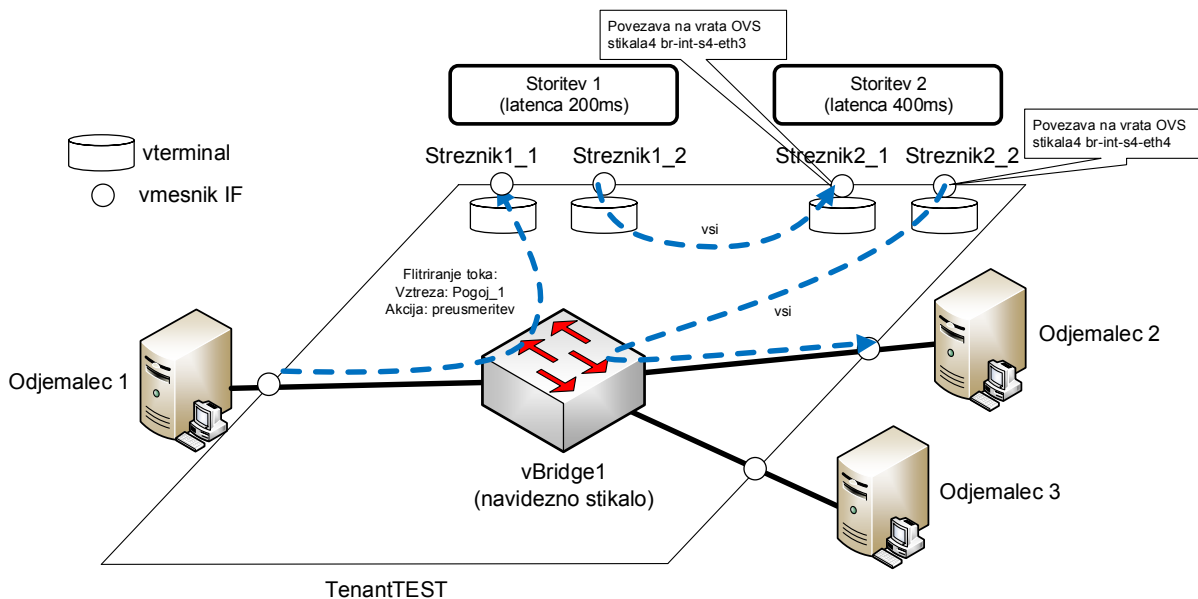 Povezava na vrata OVS
stikala4 br-int-s4-eth3
Storitev 1
(latenca 200ms)
Storitev 2
(latenca 400ms)
Povezava na vrata OVS
stikala4 br-int-s4-eth4
vterminal
vmesnik IF
Streznik1_1
Streznik1_2
Streznik2_1
Streznik2_2
vsi
Flitriranje toka:
Vztreza: Pogoj_1
Akcija: preusmeritev
vsi
Odjemalec 1
Odjemalec 2
vBridge1
(navidezno stikalo)
Odjemalec 3
TenantTEST